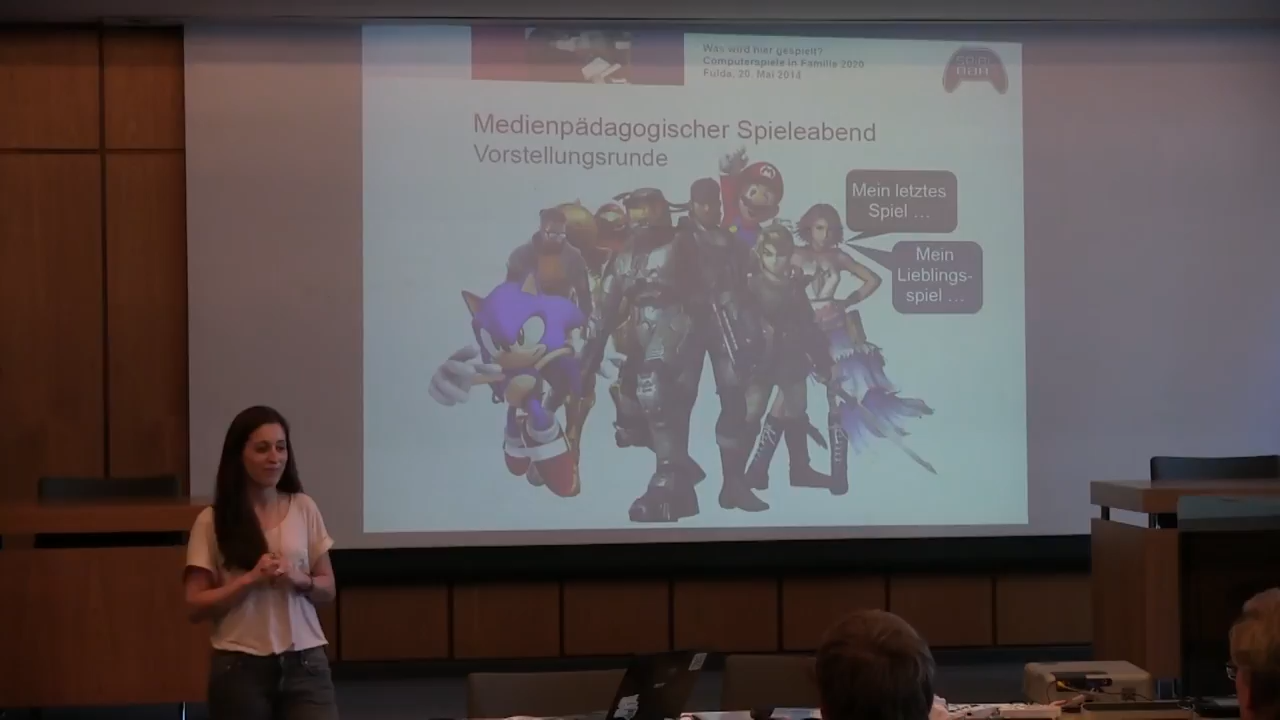 Was wird hier gespielt?
Computerspiele in Familie 2020
Fulda, 20. Mai 2014
Medienpädagogischer Spieleabend
Vorstellungsrunde
Mein letztes
Spiel ...
Mein
Lieblings-
spiel ...